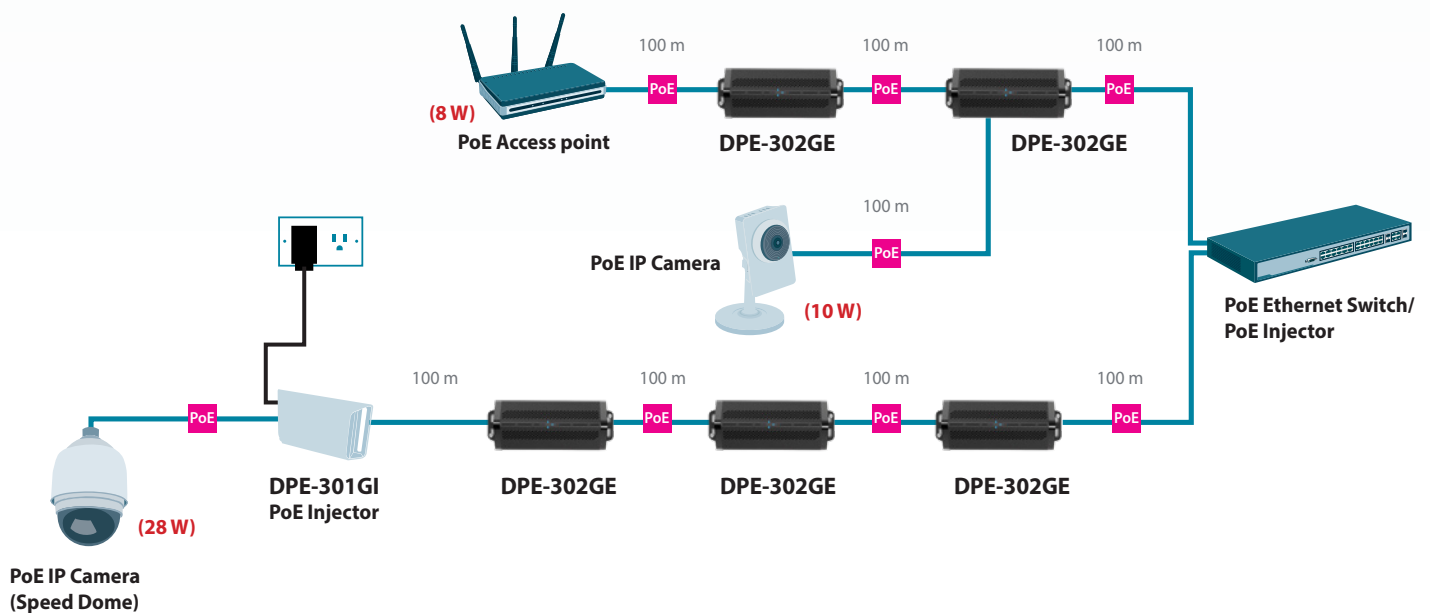 100 m
100 m
100 m
PoE
PoE
PoE
(8 W)
PoE Access point
DPE-302GE
DPE-302GE
100 m
PoE IP Camera
PoE
(10 W)
PoE Ethernet Switch/
PoE Injector
100 m
100 m
100 m
100 m
PoE
PoE
PoE
PoE
DPE-301GI
PoE Injector
DPE-302GE
DPE-302GE
DPE-302GE
(28 W)
PoE IP Camera
(Speed Dome)